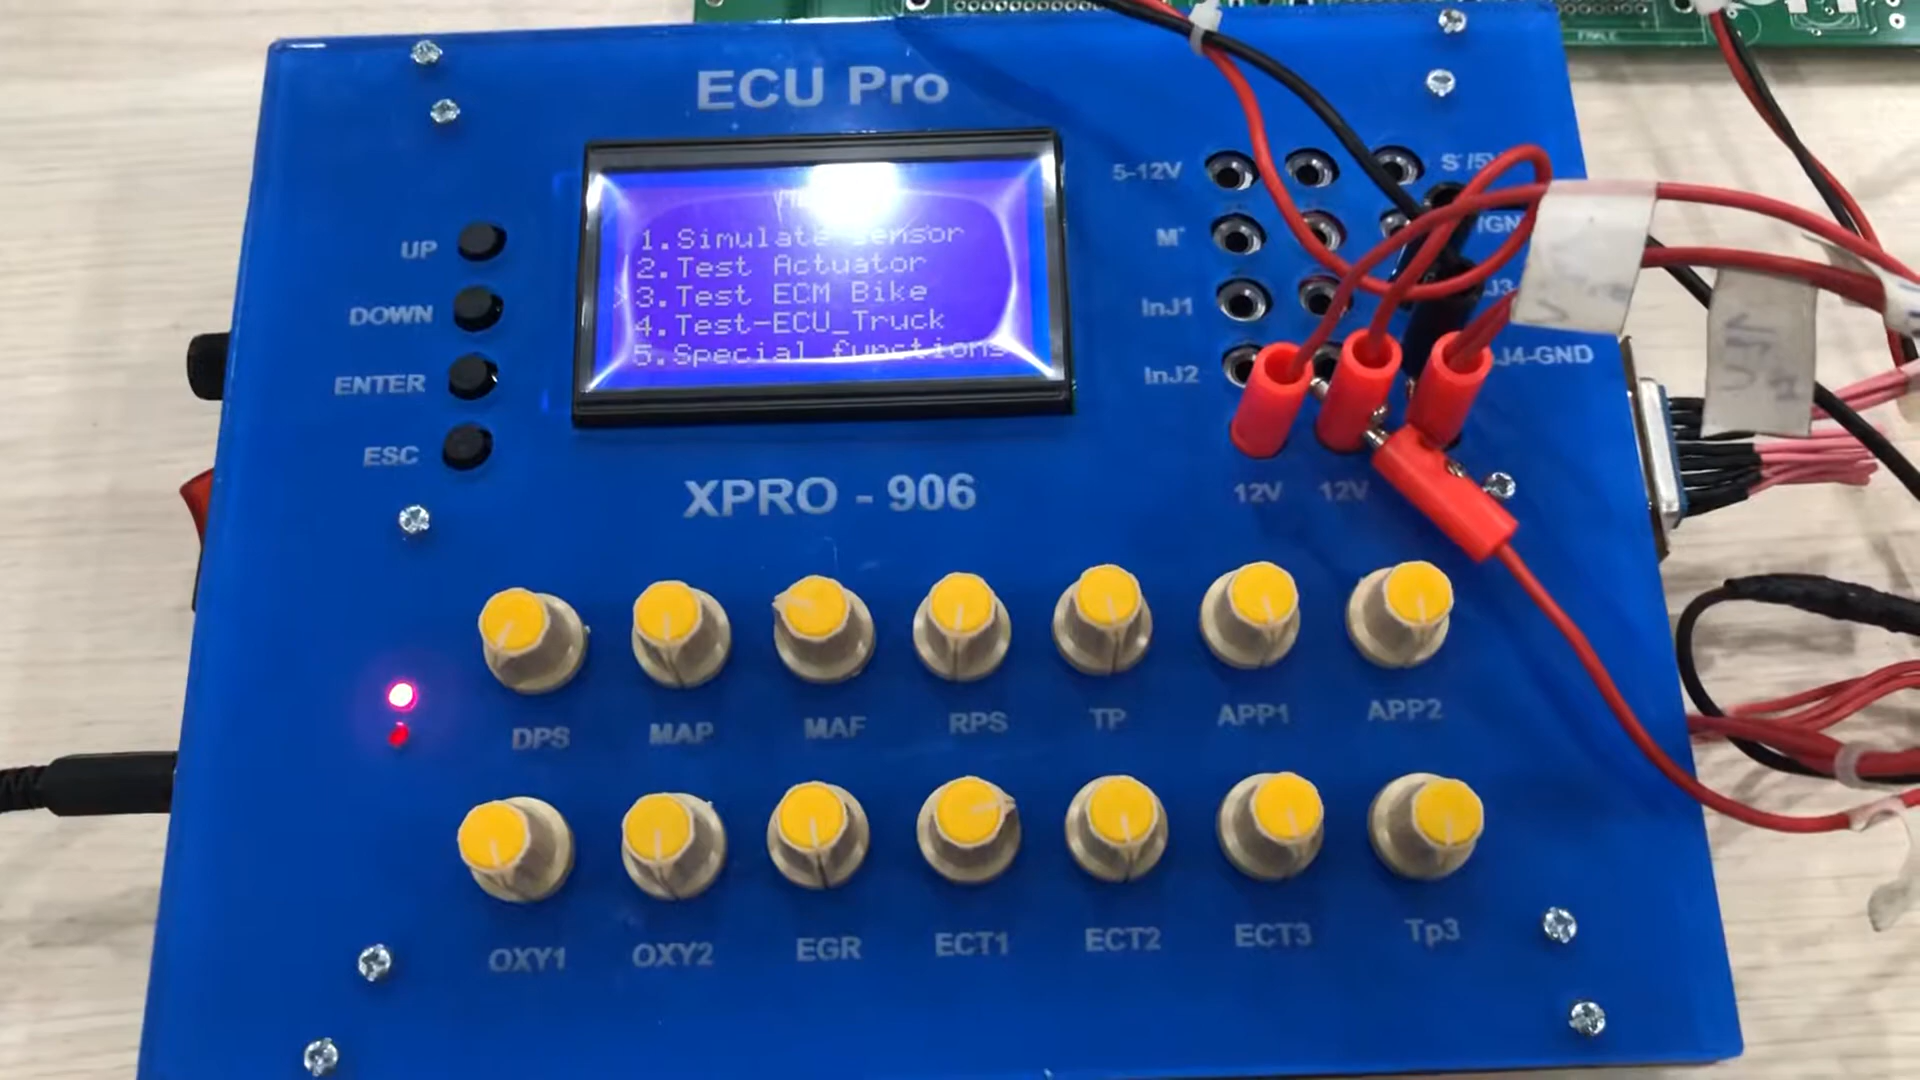 ECU Pro
UP
DOWN
ENTER
ESC
1.Simulate Sensor
2.Test Actuator
3.Test ECM Bike
4.Test-ECU_Truck
5.Special functions
5-12V
InJ1
InJ2
J4-GND
XPRO - 906
12V 12V
DPS MAP MAF RPS TP APP1 APP2
OXY1 OXY2 EGR ECT1 ECT2 ECT3 Tp3